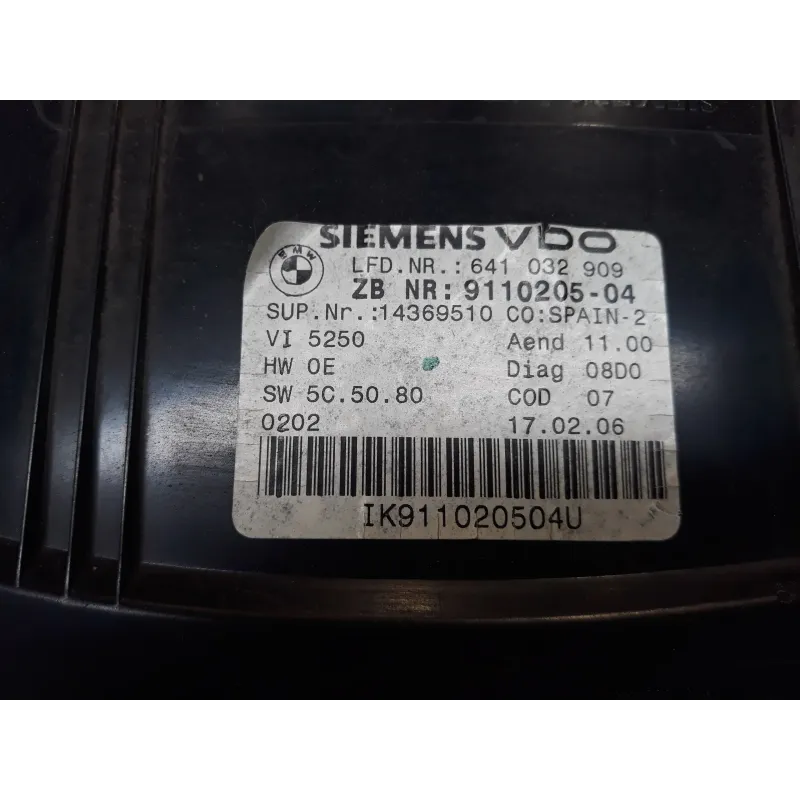 SIEMENS VDO
BMW
LFD.NR.: 641 032 909
ZB NR: 9110205-04
SUP.Nr.:14369510 CO:SPAIN-2
VI 5250 Aend 11.00
HW 0E Diag 08D0
SW 5C.50.80 COD 07
0202 17.02.06
IK911020504U